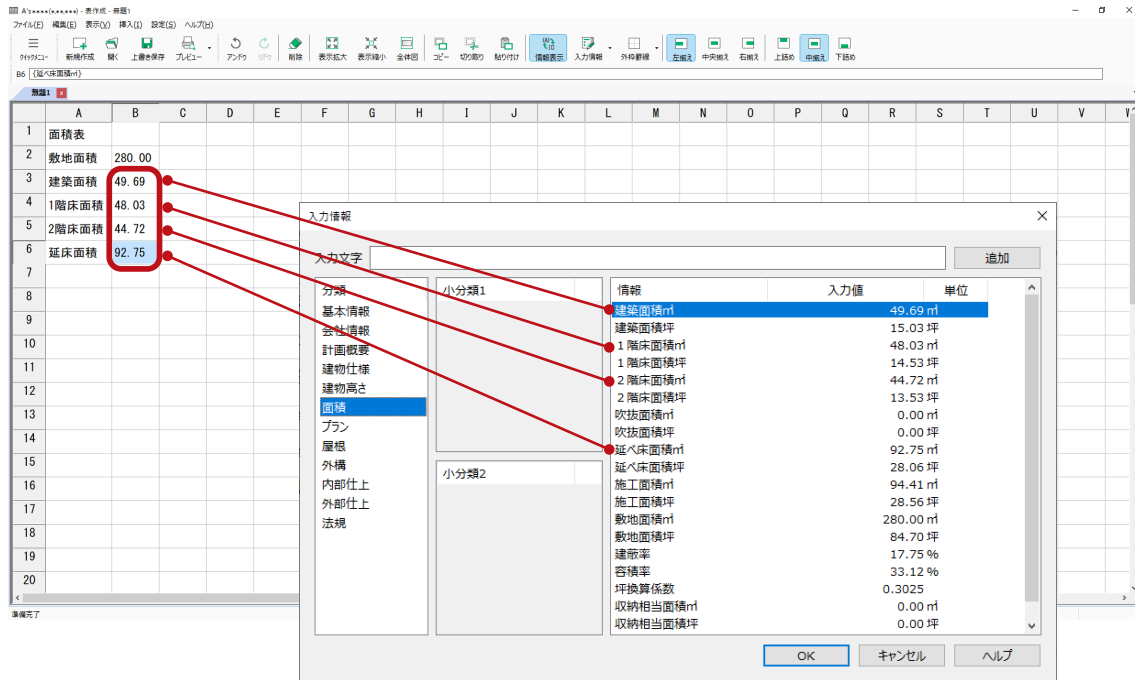 A's****(*.**.***) - 表作成 - 無題1
ファイル(F) 編集(E) 表示(V) 挿入(I) 設定(S) ヘルプ(H)
クイックメニュー 新規作成 開く 上書き保存 プレビュー アンドゥ リドゥ 削除 表示拡大 表示縮小 全体図 コピー 切り取り 貼り付け 情報表示 入力情報 外枠罫線 左揃え 中央揃え 右揃え 上詰め 中揃え 下詰め
B6 {延べ床面積㎡}
無題1 x
A B C D E F G H I J K L M N O P Q R S T U V
1 面積表
2 敷地面積 280.00
3 建築面積 49.69
4 1階床面積 48.03
5 2階床面積 44.72
6 延床面積 92.75
7
8
9
10
11
12
13
14
15
16
17
18
19
20
準備完了
入力情報
入力文字 追加
分類
基本情報
会社情報
計画概要
建物仕様
建物高さ
面積
プラン
屋根
外構
内部仕上
外部仕上
法規
小分類1
小分類2
情報 入力値 単位
建築面積㎡ 49.69 ㎡
建築面積坪 15.03 坪
1階床面積㎡ 48.03 ㎡
1階床面積坪 14.53 坪
2階床面積㎡ 44.72 ㎡
2階床面積坪 13.53 坪
吹抜面積㎡ 0.00 ㎡
吹抜面積坪 0.00 坪
延べ床面積㎡ 92.75 ㎡
延べ床面積坪 28.06 坪
施工面積㎡ 94.41 ㎡
施工面積坪 28.56 坪
敷地面積㎡ 280.00 ㎡
敷地面積坪 84.70 坪
建蔽率 17.75 %
容積率 33.12 %
坪換算係数 0.3025
収納相当面積㎡ 0.00 ㎡
収納相当面積坪 0.00 坪
OK キャンセル ヘルプ